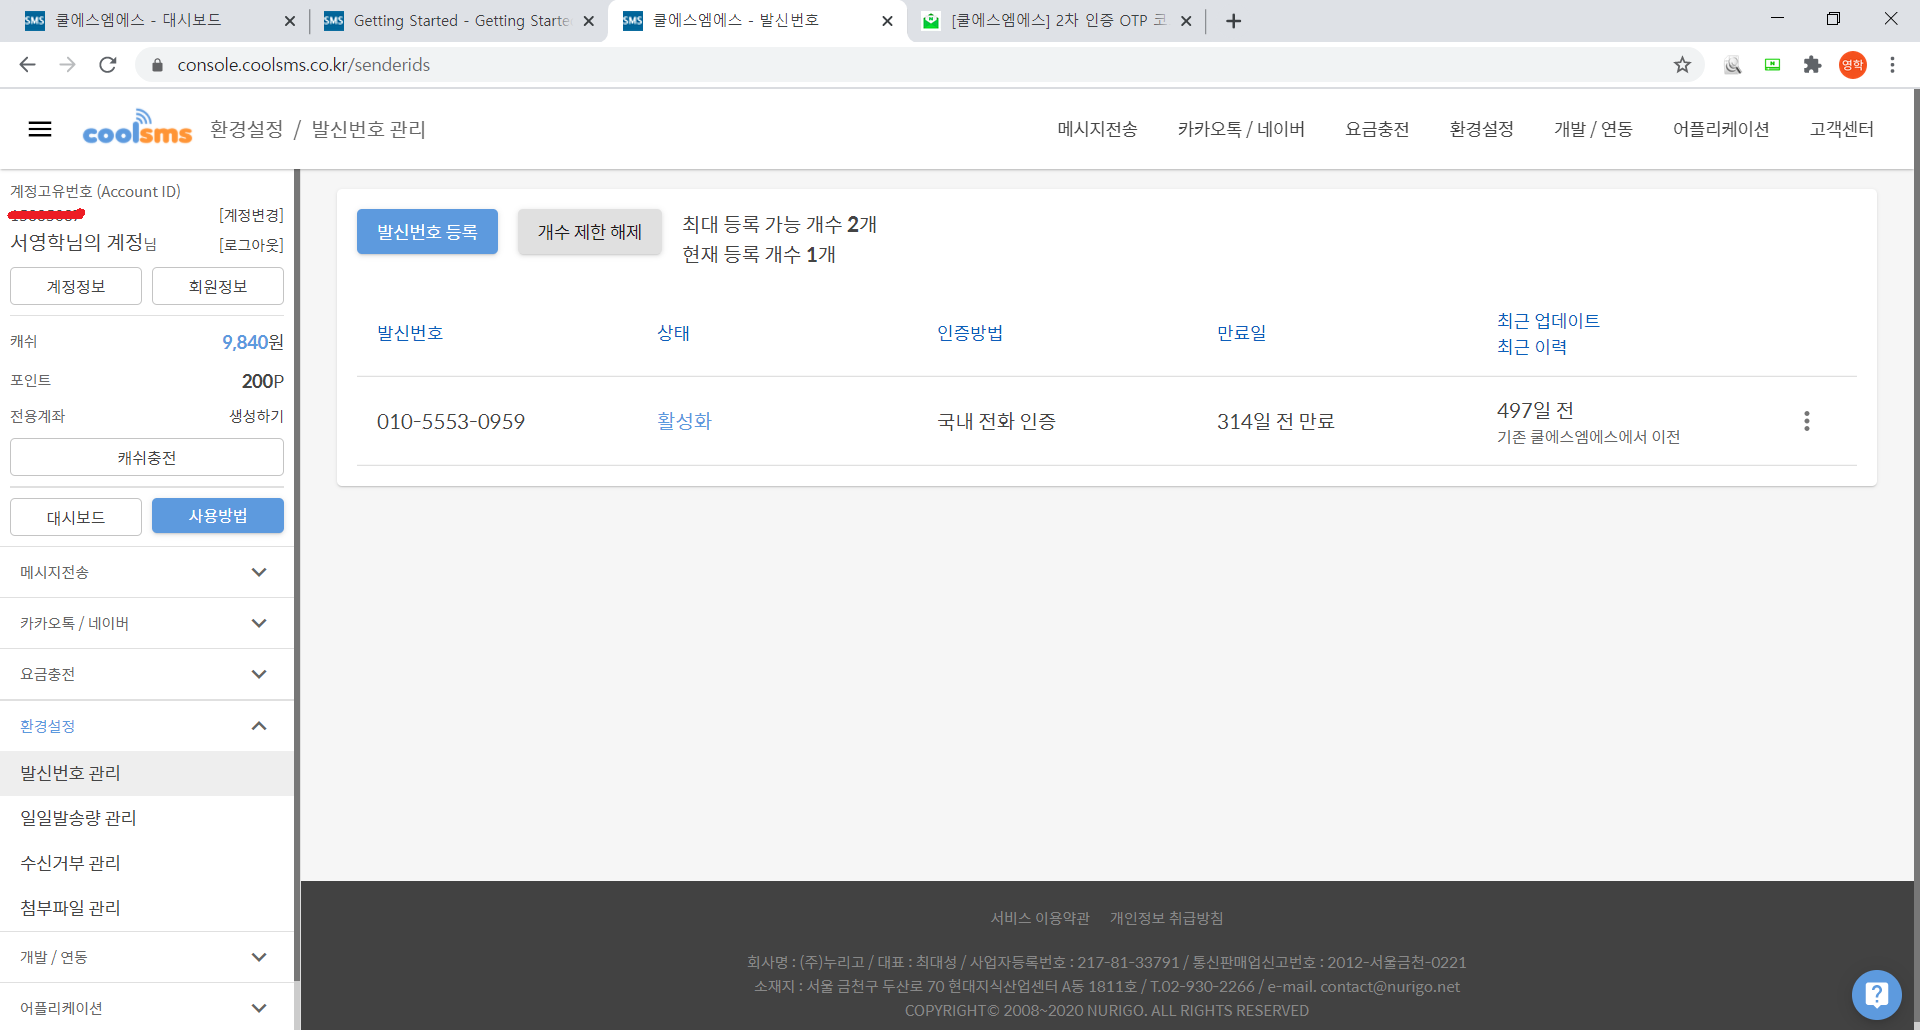 쿨에스엠에스 - 대시보드
Getting Started - Getting Starte
쿨에스엠에스 - 발신번호
[쿨에스엠에스] 2차 인증 OTP 코
console.coolsms.co.kr/senderids
영학
coolsms
환경설정 / 발신번호 관리
메시지전송
카카오톡 / 네이버
요금충전
환경설정
개발 / 연동
어플리케이션
고객센터
계정고유번호 (Account ID)
[계정변경]
서영학님의 계정님
[로그아웃]
계정정보
회원정보
캐쉬
9,840원
포인트
200P
전용계좌
생성하기
캐쉬충전
대시보드
사용방법
메시지전송
카카오톡 / 네이버
요금충전
환경설정
발신번호 관리
일일발송량 관리
수신거부 관리
첨부파일 관리
개발 / 연동
어플리케이션
발신번호 등록
개수 제한 해제
최대 등록 가능 개수 2개
현재 등록 개수 1개
발신번호
상태
인증방법
만료일
최근 업데이트
최근 이력
010-5553-0959
활성화
국내 전화 인증
314일 전 만료
497일 전
기존 쿨에스엠에스에서 이전
서비스 이용약관
개인정보 취급방침
회사명 : (주)누리고 / 대표 : 최대성 / 사업자등록번호 : 217-81-33791 / 통신판매업신고번호 : 2012-서울금천-0221
소재지 : 서울 금천구 두산로 70 현대지식산업센터 A동 1811호 / T.02-930-2266 / e-mail. contact@nurigo.net
COPYRIGHT© 2008~2020 NURIGO. ALL RIGHTS RESERVED